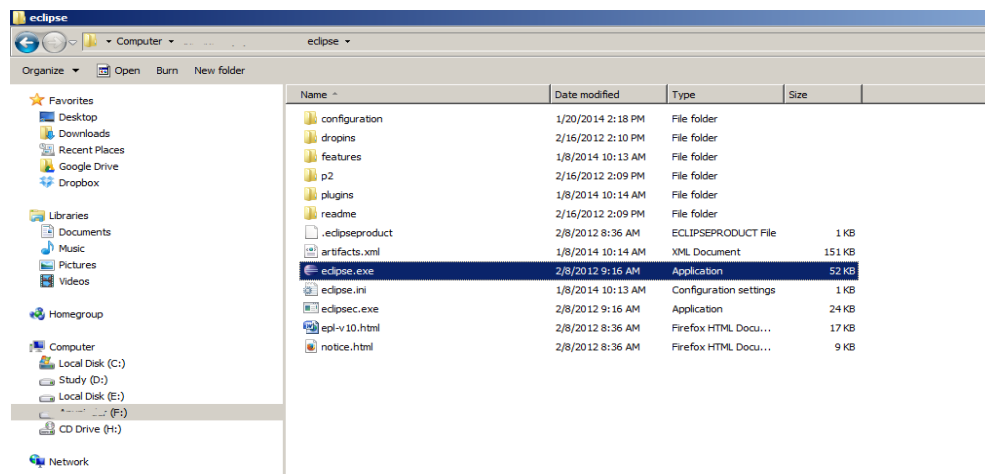 eclipse
Computer eclipse
Organize Open Burn New folder
Favorites
Desktop
Downloads
Recent Places
Google Drive
Dropbox
Libraries
Documents
Music
Pictures
Videos
Homegroup
Computer
Local Disk (C:)
Study (D:)
Local Disk (E:)
(F:)
CD Drive (H:)
Network
Name Date modified Type Size
configuration 1/20/2014 2:18 PM File folder
dropins 2/16/2012 2:10 PM File folder
features 1/8/2014 10:13 AM File folder
p2 2/16/2012 2:09 PM File folder
plugins 1/8/2014 10:14 AM File folder
readme 2/16/2012 2:09 PM File folder
.eclipseproduct 2/8/2012 8:36 AM ECLIPSEPRODUCT File 1 KB
artifacts.xml 1/8/2014 10:14 AM XML Document 151 KB
eclipse.exe 2/8/2012 9:16 AM Application 52 KB
eclipse.ini 1/8/2014 10:13 AM Configuration settings 1 KB
eclipsec.exe 2/8/2012 9:16 AM Application 24 KB
epl-v10.html 2/8/2012 8:36 AM Firefox HTML Docu... 17 KB
notice.html 2/8/2012 8:36 AM Firefox HTML Docu... 9 KB